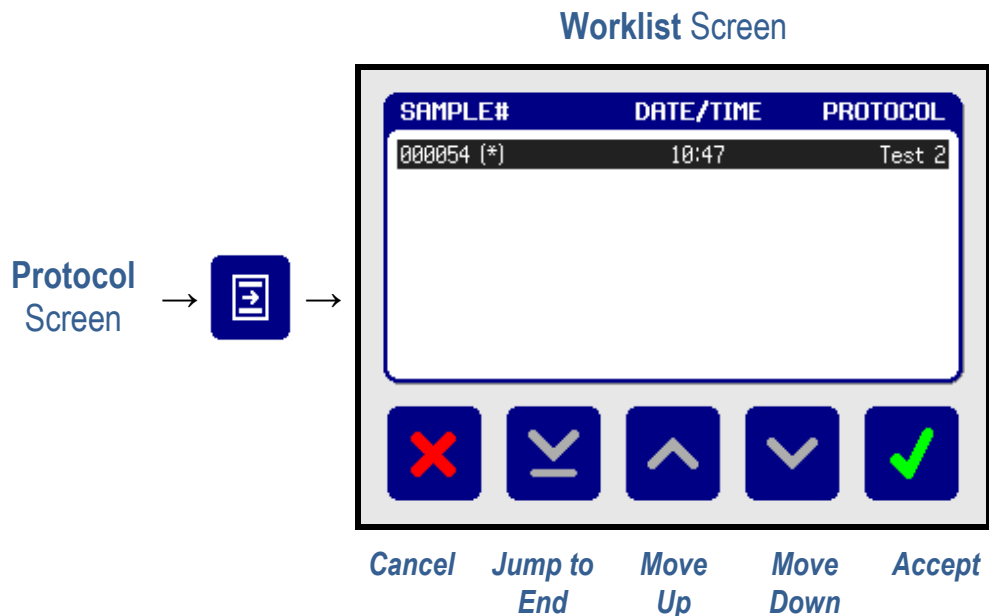 Worklist Screen
SAMPLE# DATE/TIME PROTOCOL
000054 (*) 10:47 Test 2
Protocol
Screen
→ →
Cancel Jump to Move Move Accept
End Up Down